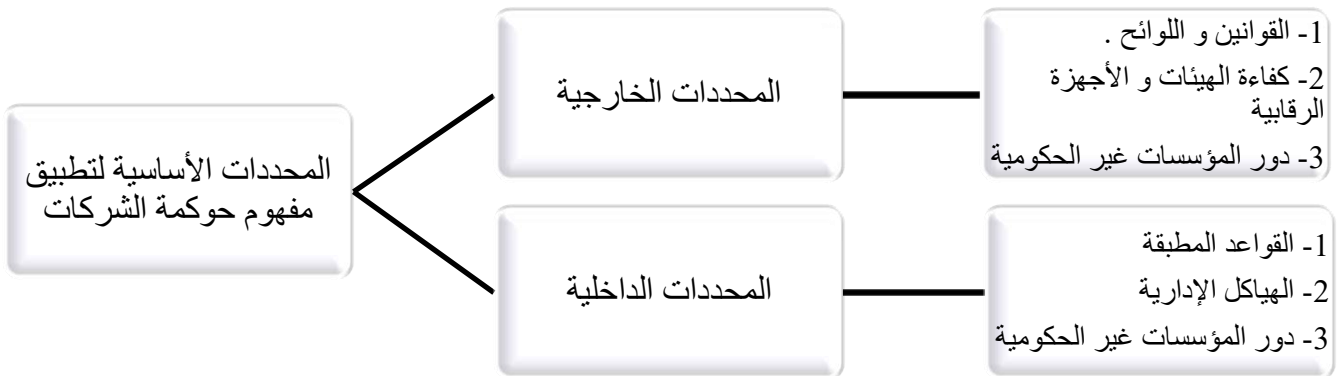 المحددات الأساسية لتطبيق
مفهوم حوكمة الشركات
المحددات الخارجية
1- القوانين و اللوائح .
2- كفاءة الهيئات و الأجهزة
الرقابية
3- دور المؤسسات غير الحكومية
المحددات الداخلية
1- القواعد المطبقة
2- الهياكل الإدارية
3- دور المؤسسات غير الحكومية